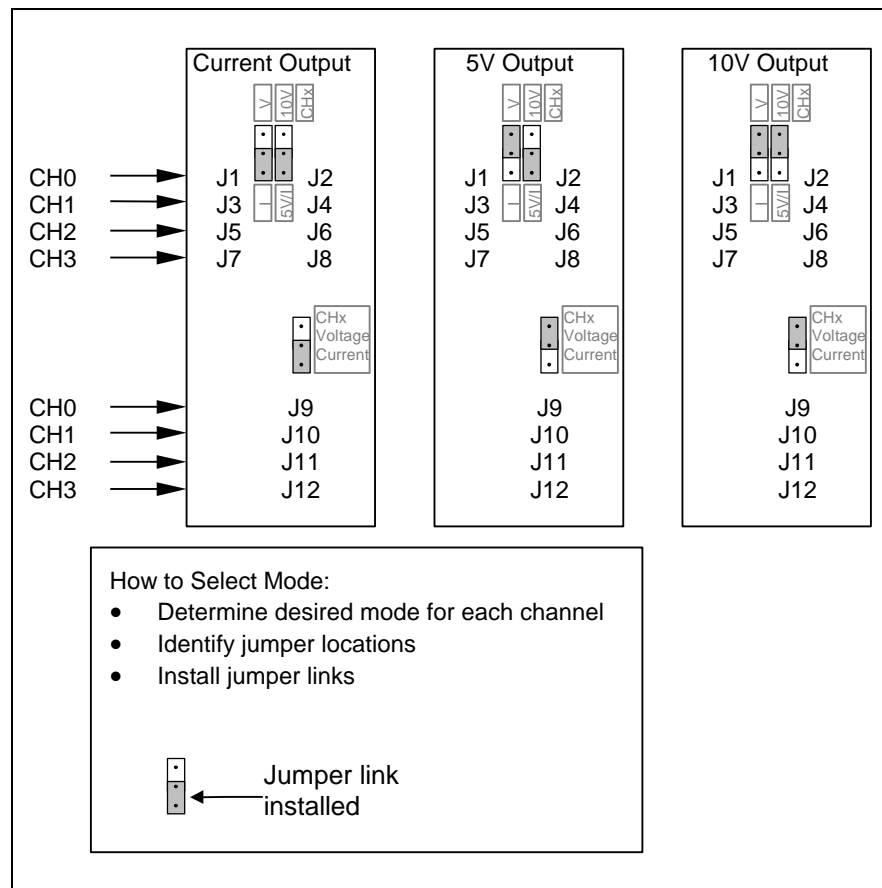 Current Output 5V Output 10V Output
V 10V CHx V 10V CHx V 10V CHx
CH0 J1 J2 J1 J2 J1 J2
CH1 J3 J4 J3 J4 J3 J4
I 5V/I I 5V/I I 5V/I
CH2 J5 J6 J5 J6 J5 J6
CH3 J7 J8 J7 J8 J7 J8
CHx CHx CHx
Voltage Voltage Voltage
Current Current Current
CH0 J9 J9 J9
CH1 J10 J10 J10
CH2 J11 J11 J11
CH3 J12 J12 J12
How to Select Mode:
• Determine desired mode for each channel
• Identify jumper locations
• Install jumper links
Jumper link
installed